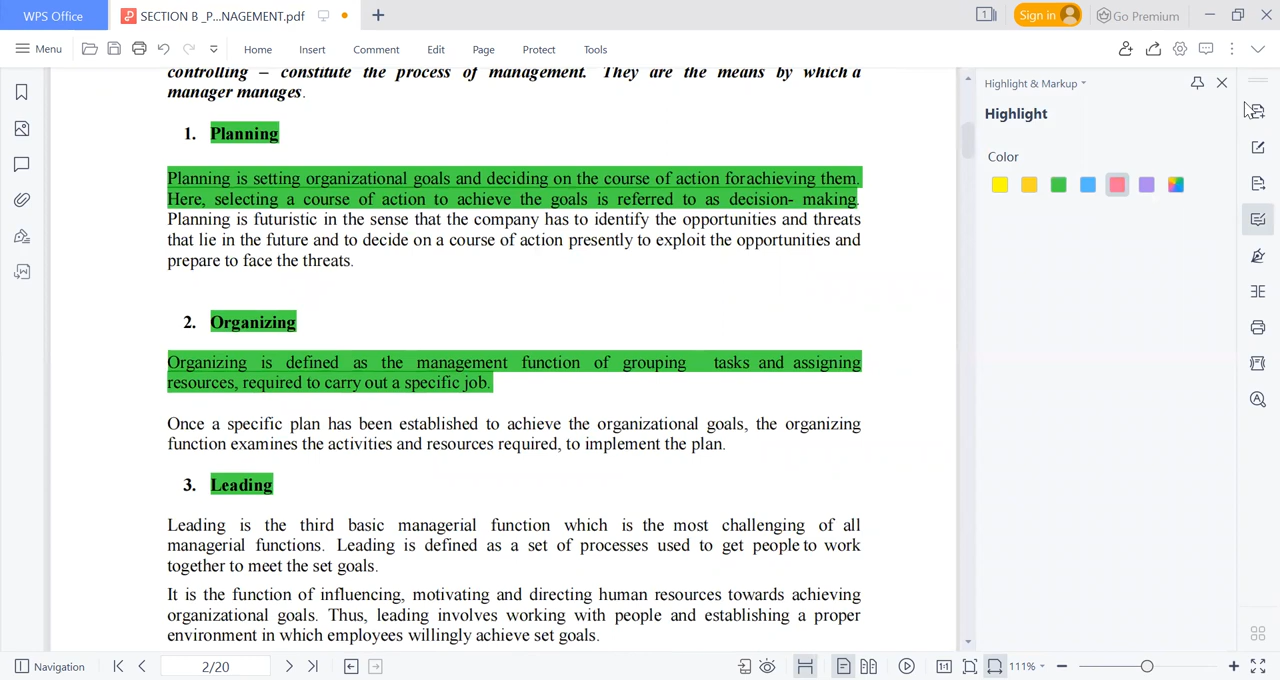 WPS Office
SECTION B _P...NAGEMENT.pdf
1
Sign in
Go Premium
Menu
Home
Insert
Comment
Edit
Page
Protect
Tools
controlling – constitute the process of management. They are the means by which a
manager manages.
1. Planning
Planning is setting organizational goals and deciding on the course of action forachieving them.
Here, selecting a course of action to achieve the goals is referred to as decision- making.
Planning is futuristic in the sense that the company has to identify the opportunities and threats
that lie in the future and to decide on a course of action presently to exploit the opportunities and
prepare to face the threats.
2. Organizing
Organizing is defined as the management function of grouping tasks and assigning
resources, required to carry out a specific job.
Once a specific plan has been established to achieve the organizational goals, the organizing
function examines the activities and resources required, to implement the plan.
3. Leading
Leading is the third basic managerial function which is the most challenging of all
managerial functions. Leading is defined as a set of processes used to get people to work
together to meet the set goals.
It is the function of influencing, motivating and directing human resources towards achieving
organizational goals. Thus, leading involves working with people and establishing a proper
environment in which employees willingly achieve set goals.
Highlight & Markup
Highlight
Color
Navigation
2/20
1:1
111%